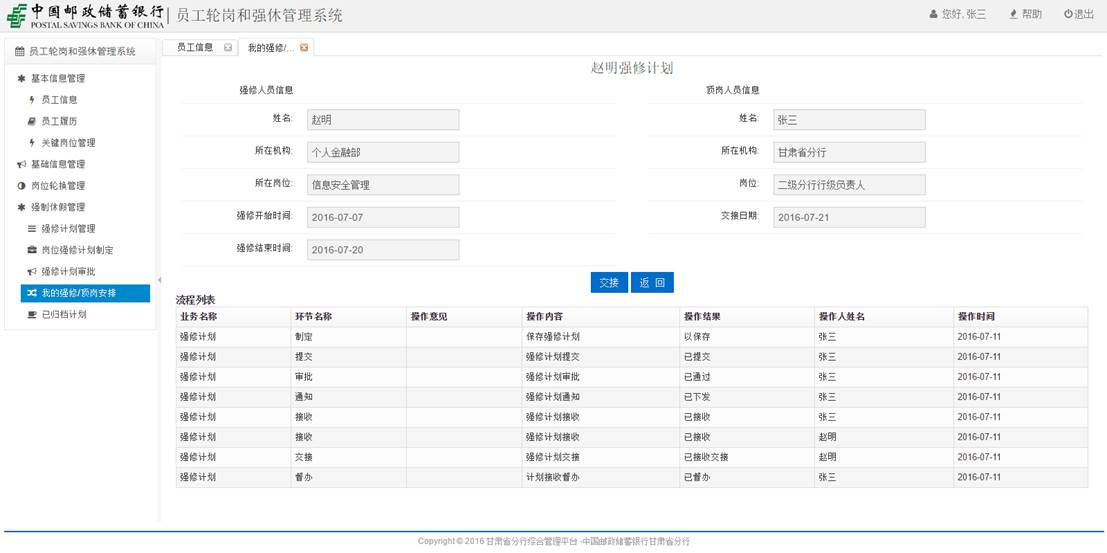 中国邮政储蓄银行 员工轮岗和强休管理系统 您好, 张三 帮助 退出
POSTAL SAVINGS BANK OF CHINA
员工轮岗和强休管理系统
基本信息管理
员工信息
员工履历
关键岗位管理
基础信息管理
岗位轮换管理
强制休假管理
强修计划管理
岗位强修计划制定
强修计划审批
我的强修/顶岗安排
已归档计划
员工信息 我的强修/...
赵明强修计划
强修人员信息 顶岗人员信息
姓名: 赵明 姓名: 张三
所在机构: 个人金融部 所在机构: 甘肃省分行
所在岗位: 信息安全管理 岗位: 二级分行行级负责人
强修开始时间: 2016-07-07 交接日期: 2016-07-21
强修结束时间: 2016-07-20
交接 返 回
流程列表
业务名称 环节名称 操作意见 操作内容 操作结果 操作人姓名 操作时间
强修计划 制定 保存强修计划 以保存 张三 2016-07-11
强修计划 提交 强修计划提交 已提交 张三 2016-07-11
强修计划 审批 强修计划审批 已通过 张三 2016-07-11
强修计划 通知 强修计划通知 已下发 张三 2016-07-11
强修计划 接收 强修计划接收 已接收 张三 2016-07-11
强修计划 接收 强修计划接收 已接收 赵明 2016-07-11
强修计划 交接 强修计划交接 已接收交接 赵明 2016-07-11
强修计划 督办 计划接收督办 已督办 张三 2016-07-11
Copyright © 2016 甘肃省分行综合管理平台 -中国邮政储蓄银行甘肃省分行